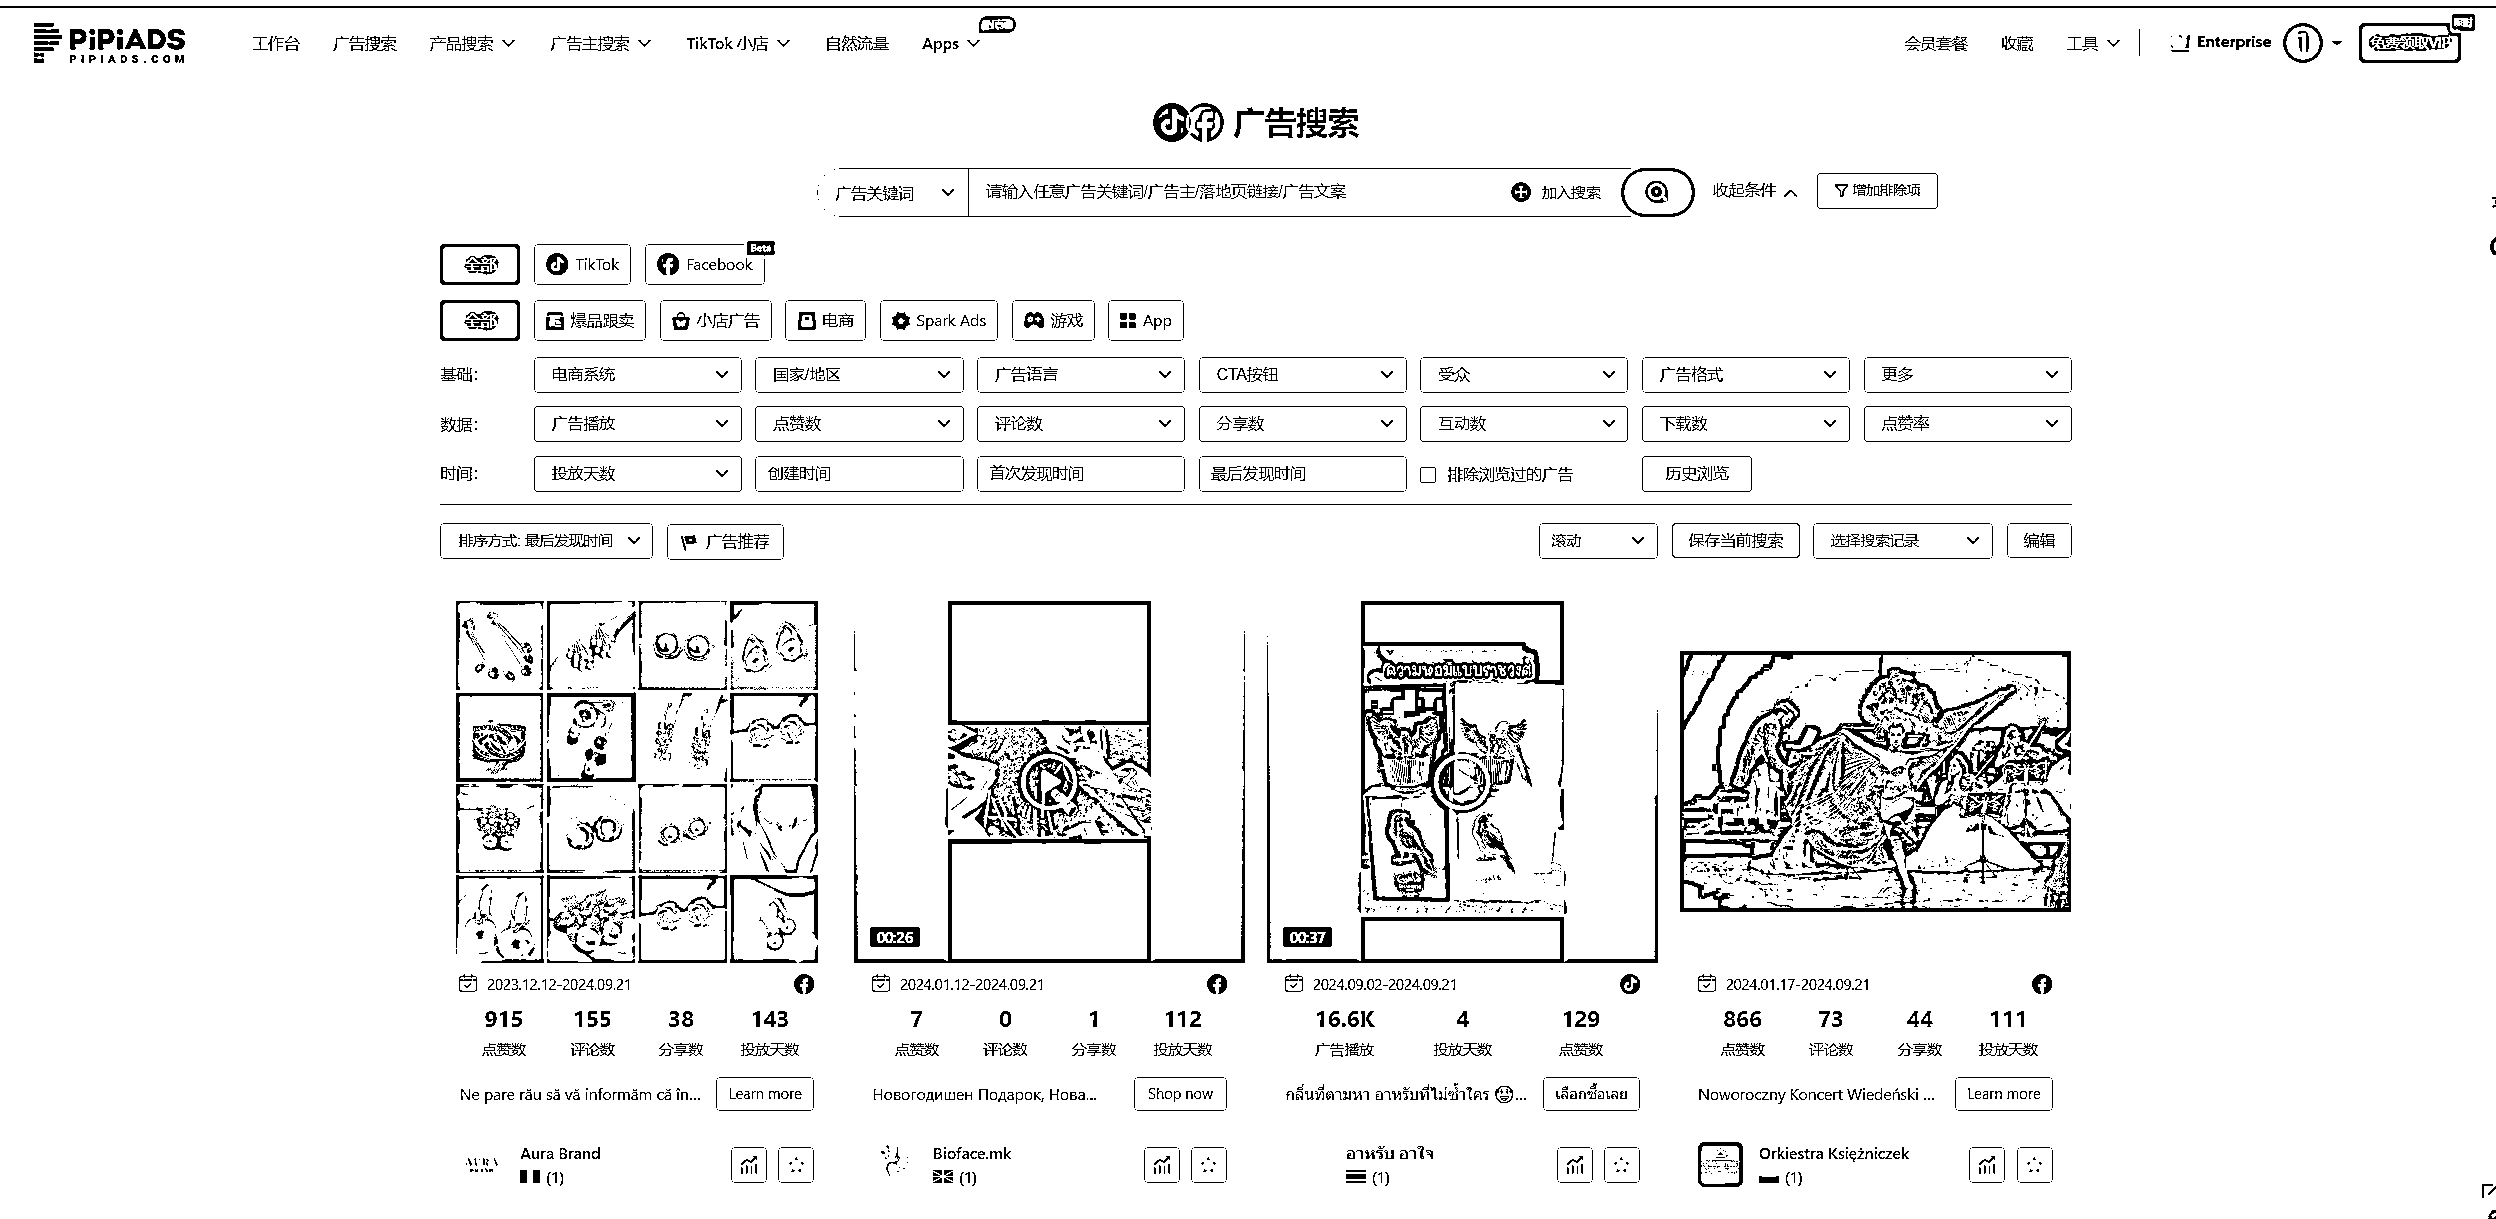 PiPiADS
PIPIADS.COM
工作台 广告搜索 产品搜索 广告主搜索 TikTok 小店 自然流量 Apps 会员套餐 收藏 工具 Enterprise 免费领取VIP
广告搜索
广告关键词 请输入任意广告关键词/广告主/落地页链接/广告文案 加入搜索 收起条件 增加排除项
全部 TikTok Facebook Beta
全部 爆品跟卖 小店广告 电商 Spark Ads 游戏 App
基础: 电商系统 国家/地区 广告语言 CTA按钮 受众 广告格式 更多
数据: 广告播放 点赞数 评论数 分享数 互动数 下载数 点赞率
时间: 投放天数 创建时间 首次发现时间 最后发现时间 排除浏览过的广告 历史浏览
排序方式: 最后发现时间 广告推荐 滚动 保存当前搜索 选择搜索记录 编辑
ความหอมแบบราชวงศ์
00:26 00:37
2023.12.12-2024.09.21 2024.01.12-2024.09.21 2024.09.02-2024.09.21 2024.01.17-2024.09.21
915 155 38 143 7 0 1 112 16.6K 4 129 866 73 44 111
点赞数 评论数 分享数 投放天数 点赞数 评论数 分享数 投放天数 广告播放 投放天数 点赞数 点赞数 评论数 分享数 投放天数
Ne pare rău să vă informăm că în... Learn more Новогодишен Подарок, Нова... Shop now กลิ่นที่ตามหา อาหรับที่ไม่ซ้ำใคร ... เลือกซื้อเลย Noworoczny Koncert Wiedeński ... Learn more
AURA Aura Brand Bioface.mk อาหรับ อาใจ Orkiestra Księżniczek
(1) (1) (1) (1)